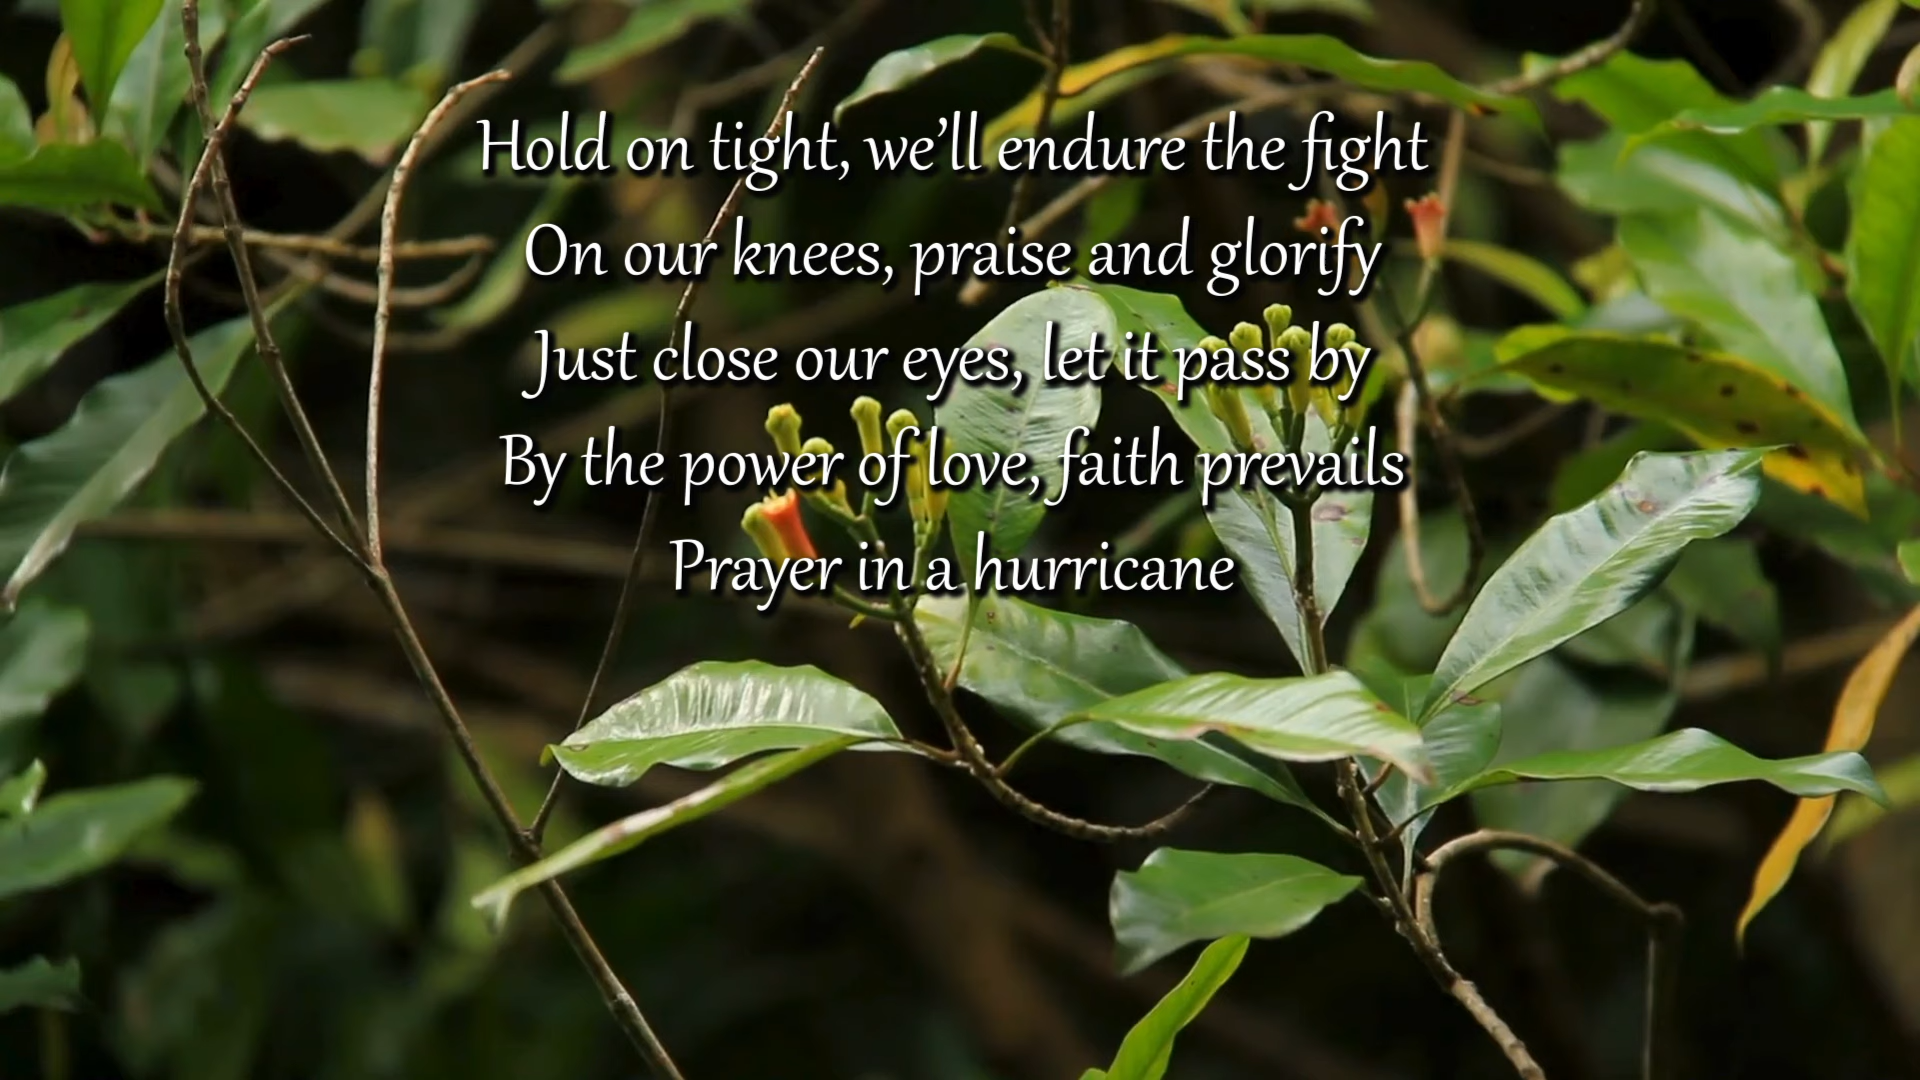 Hold on tight, we’ll endure the fight
On our knees, praise and glorify
Just close our eyes, let it pass by
By the power of love, faith prevails
Prayer in a hurricane